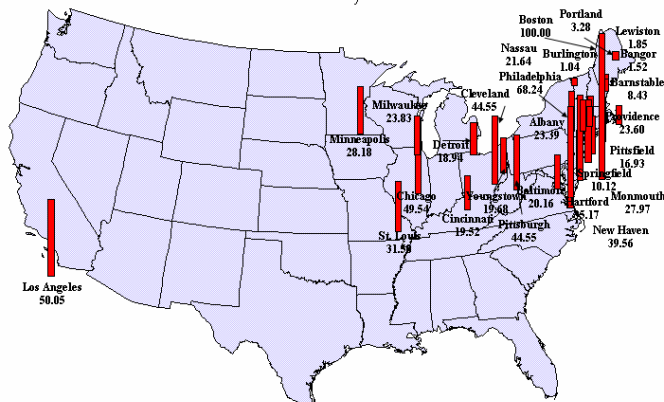 Portland
3.28
Boston
100.00
Lewiston
1.85
Nassau
21.64
Burlington
1.04
Bangor
1.52
Philadelphia
68.24
Cleveland
44.55
Barnstable
8.43
Milwaukee
23.83
Albany
23.39
Providence
23.60
Minneapolis
28.18
Detroit
18.94
Pittsfield
16.93
Springfield
10.12
Chicago
49.54
Youngstown
19.68
Baltimore
20.16
Monmouth
27.97
Cincinnati
19.52
Hartford
Pittsburgh
44.55
New Haven
39.56
St. Louis
Los Angeles
50.05